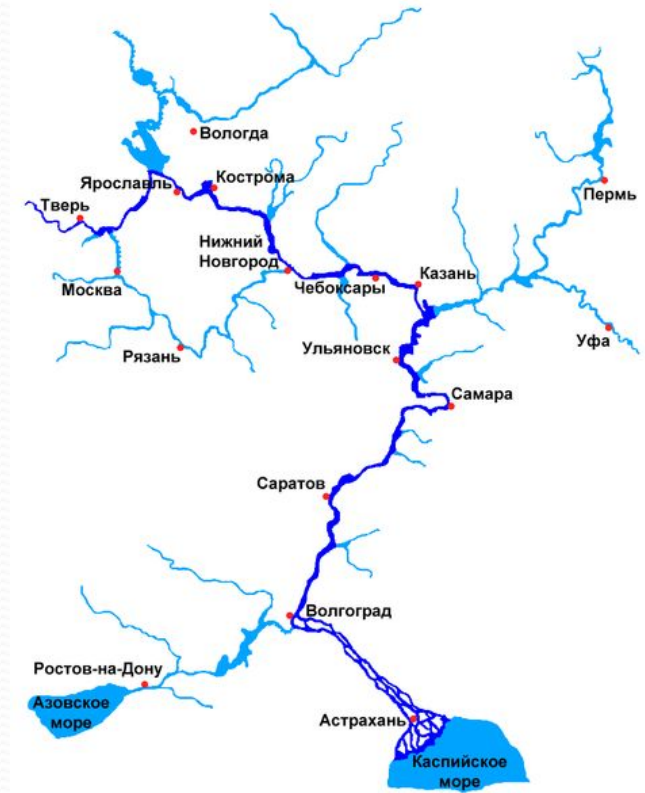 Вологда
Кострома
Ярославль
Пермь
Тверь
Нижний
Новгород
Казань
Москва
Чебоксары
Уфа
Рязань
Ульяновск
Самара
Саратов
Волгоград
Ростов-на-Дону
Азовское
море
Астрахань
Каспийское
море